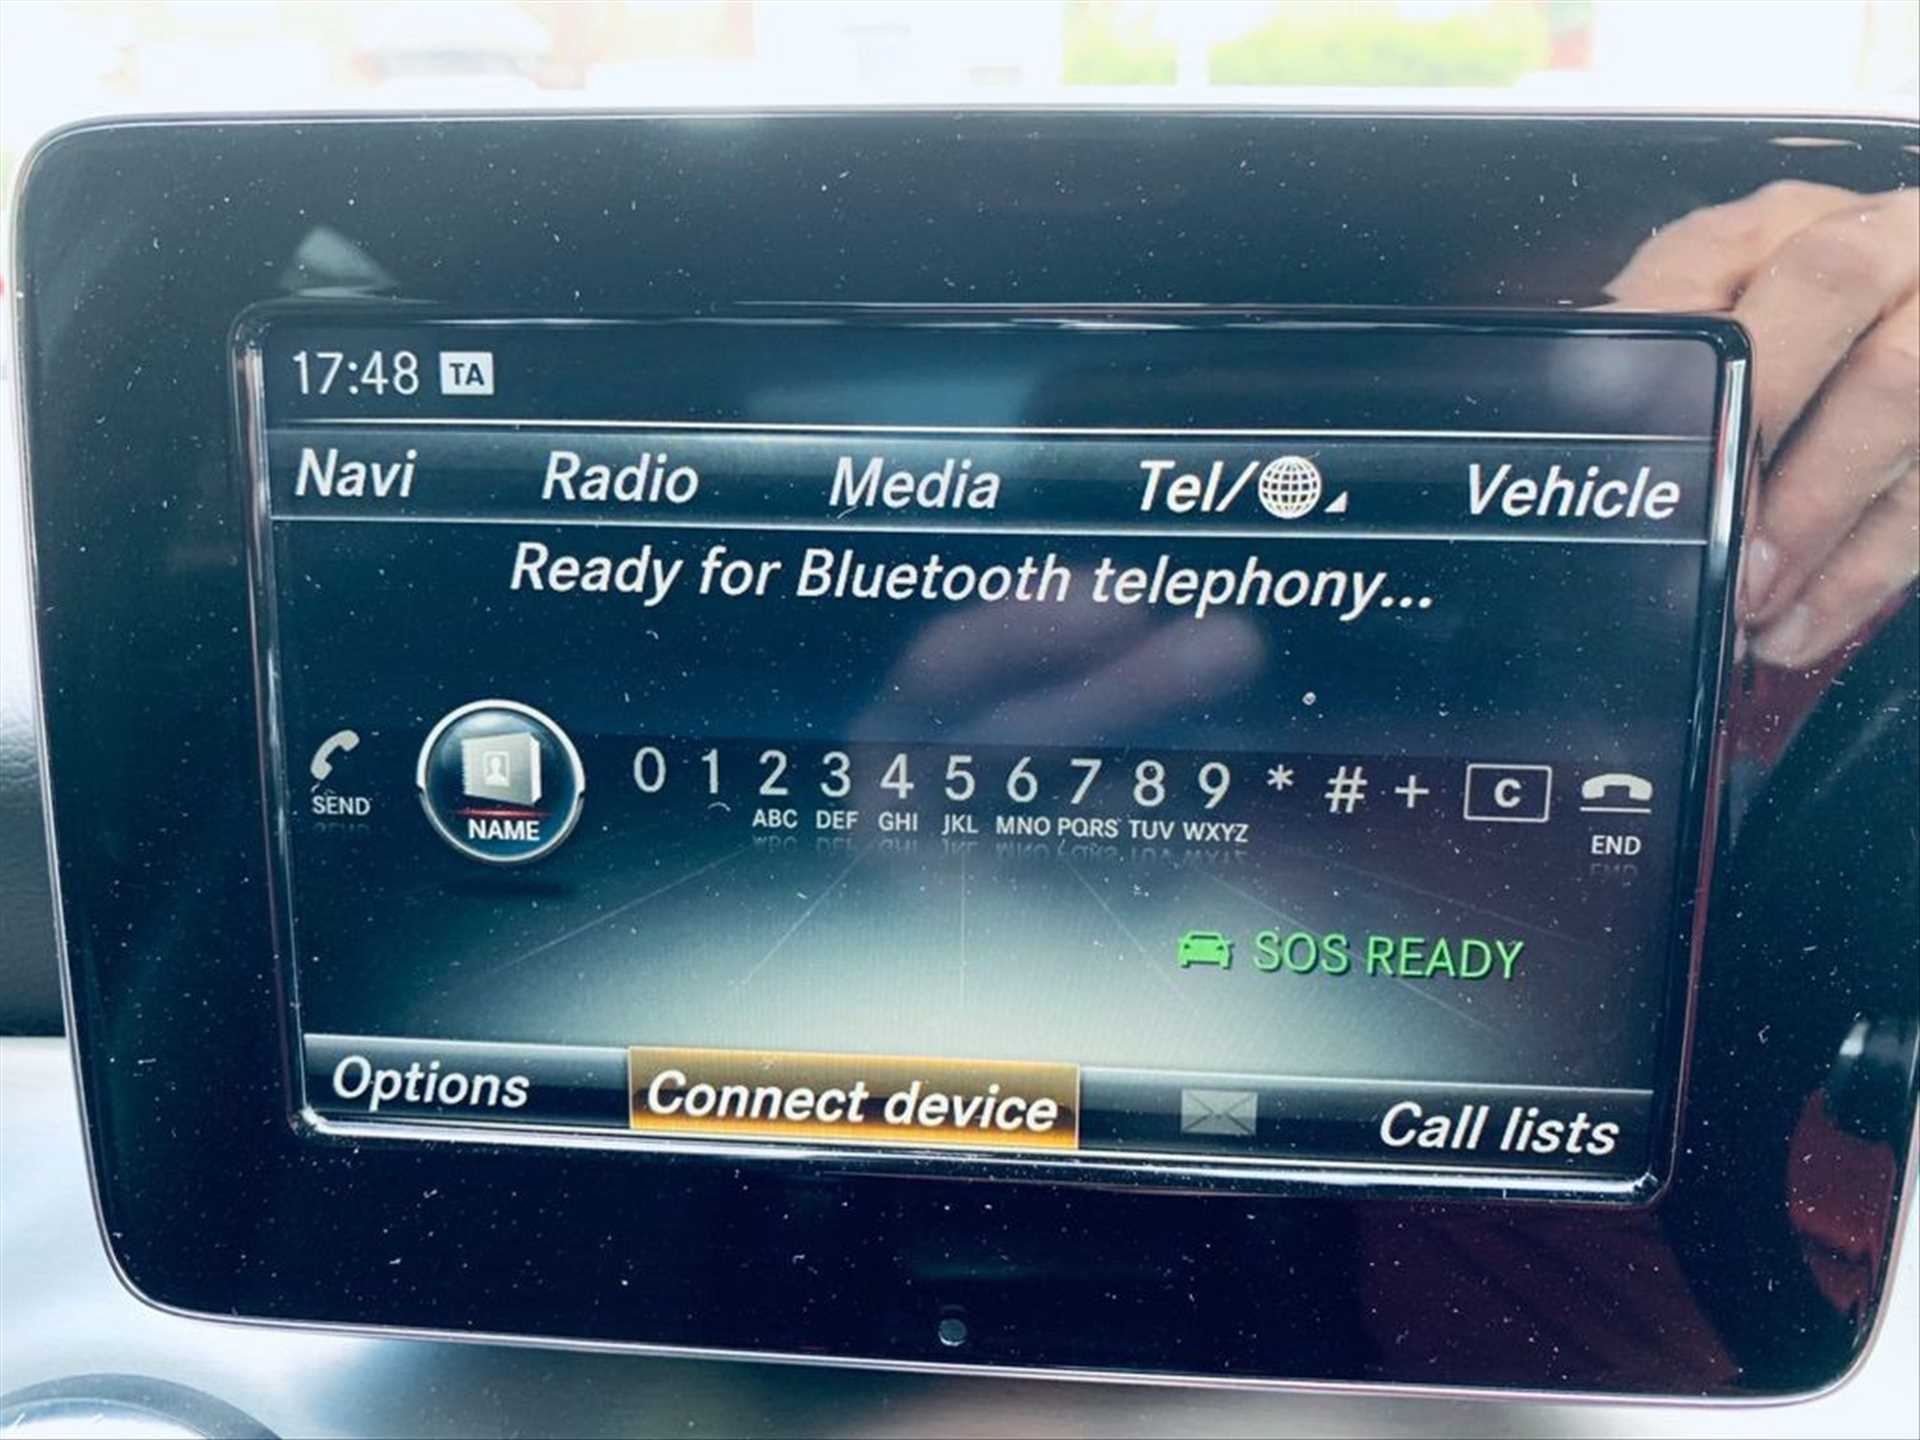 17:48 TA
Navi Radio Media Tel/ Vehicle
Ready for Bluetooth telephony...
0 1 2 3 4 5 6 7 8 9 * # + C
SEND NAME ABC DEF GHI JKL MNO PQRS TUV WXYZ END
SOS READY
Options Connect device Call lists